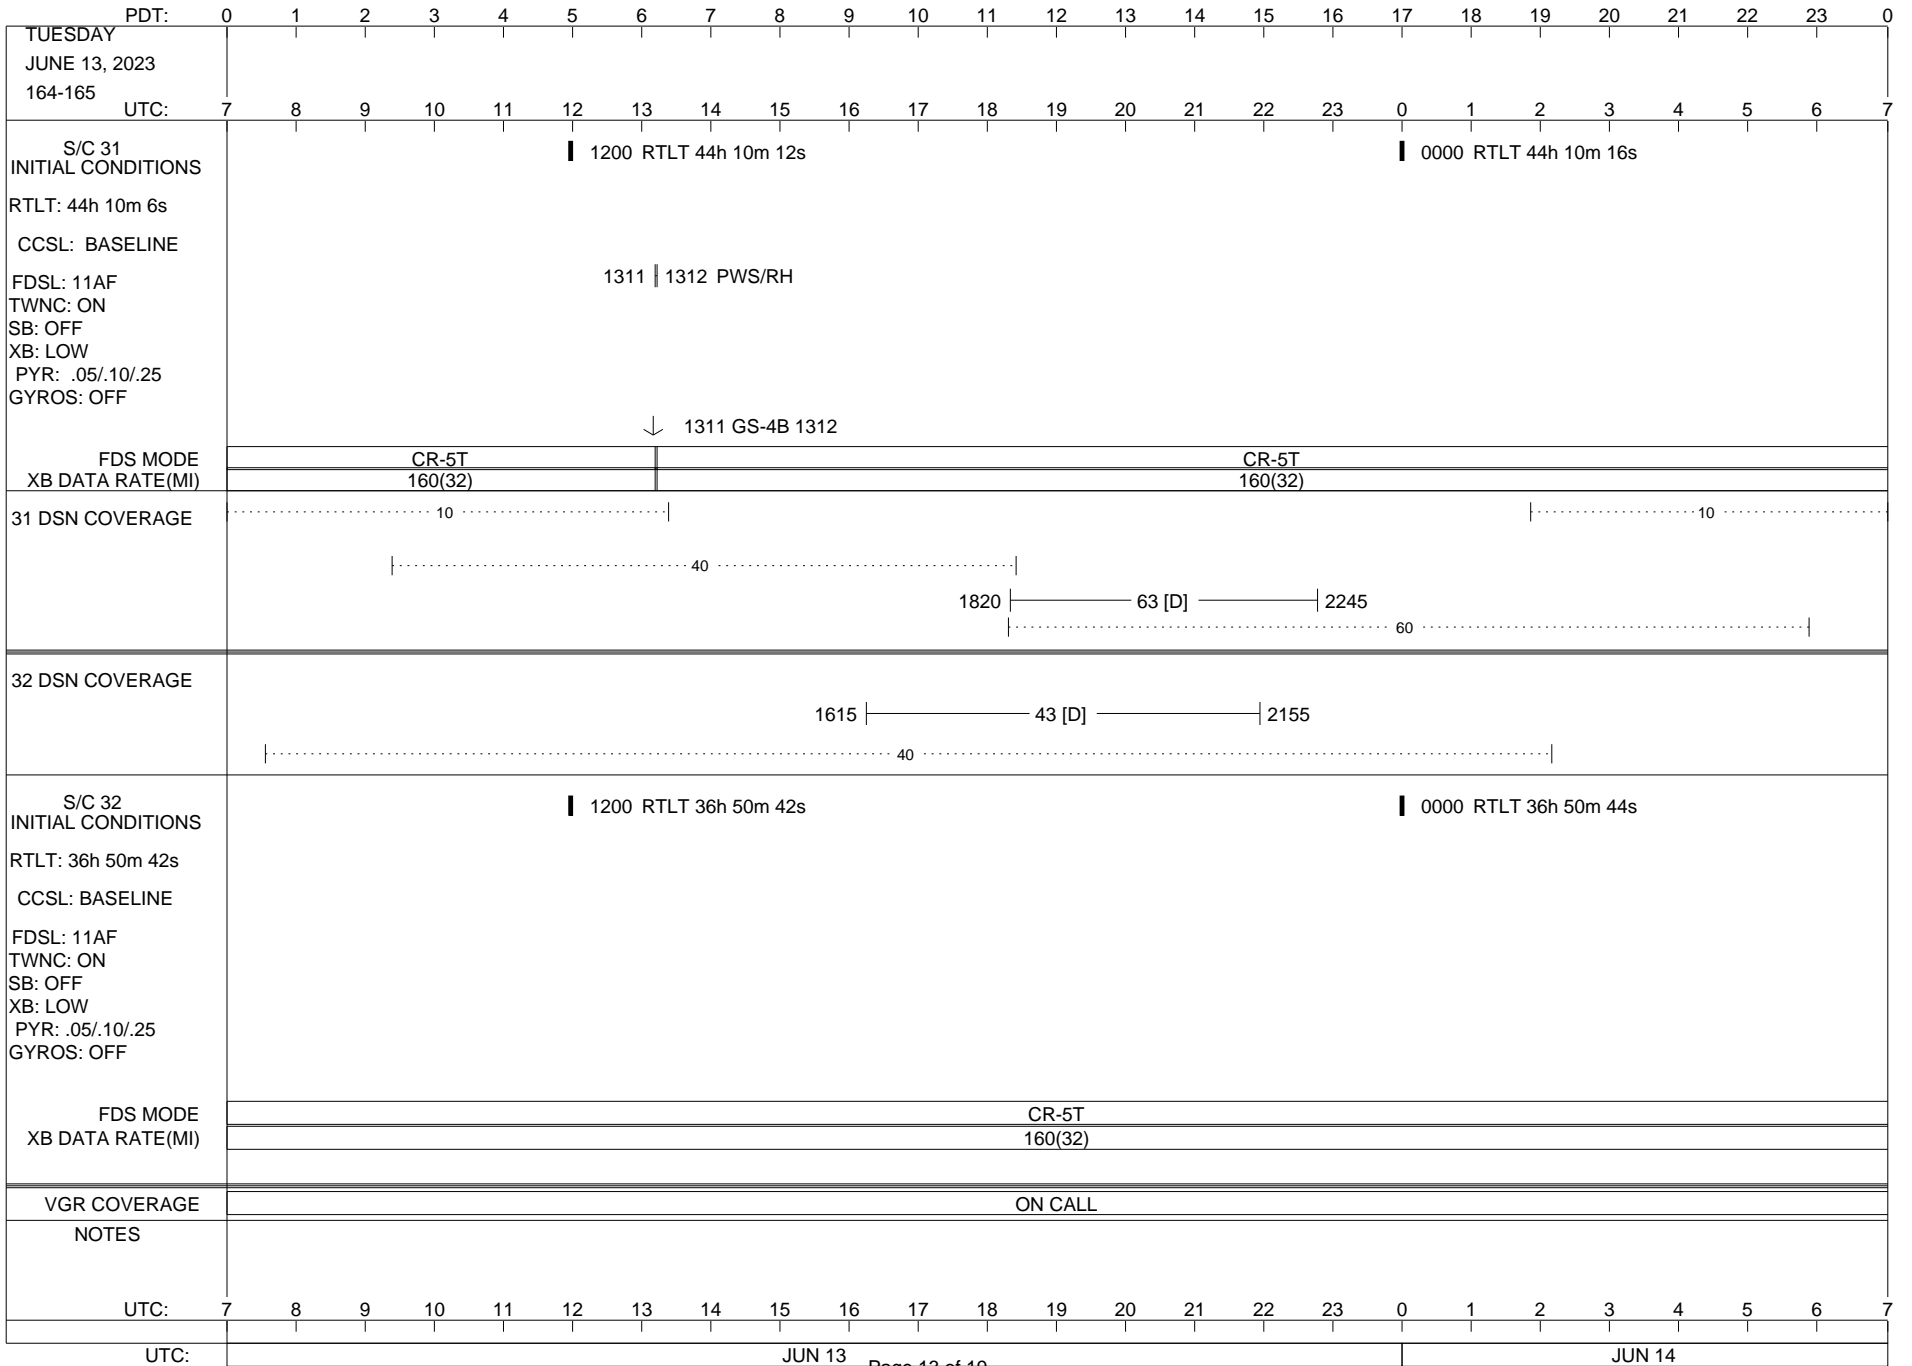 PDT: 0 1 2 3 4 5 6 7 8 9 10 11 12 13 14 15 16 17 18 19 20 21 22 23 0
TUESDAY
JUNE 13, 2023
164-165
UTC: 7 8 9 10 11 12 13 14 15 16 17 18 19 20 21 22 23 0 1 2 3 4 5 6 7
S/C 31
INITIAL CONDITIONS
1200 RTLT 44h 10m 12s
0000 RTLT 44h 10m 16s
RTLT: 44h 10m 6s
CCSL: BASELINE
FDSL: 11AF
1311 1312 PWS/RH
TWNC: ON
SB: OFF
XB: LOW
PYR: .05/.10/.25
GYROS: OFF
1311 GS-4B 1312
FDS MODE CR-5T CR-5T
XB DATA RATE(MI) 160(32) 160(32)
31 DSN COVERAGE 10 10
40
1820 63 [D] 2245
60
32 DSN COVERAGE
1615 43 [D] 2155
40
S/C 32
INITIAL CONDITIONS
1200 RTLT 36h 50m 42s
0000 RTLT 36h 50m 44s
RTLT: 36h 50m 42s
CCSL: BASELINE
FDSL: 11AF
TWNC: ON
SB: OFF
XB: LOW
PYR: .05/.10/.25
GYROS: OFF
FDS MODE CR-5T
XB DATA RATE(MI) 160(32)
VGR COVERAGE ON CALL
NOTES
UTC: 7 8 9 10 11 12 13 14 15 16 17 18 19 20 21 22 23 0 1 2 3 4 5 6 7
UTC: JUN 13 JUN 14
Page 13 of 19